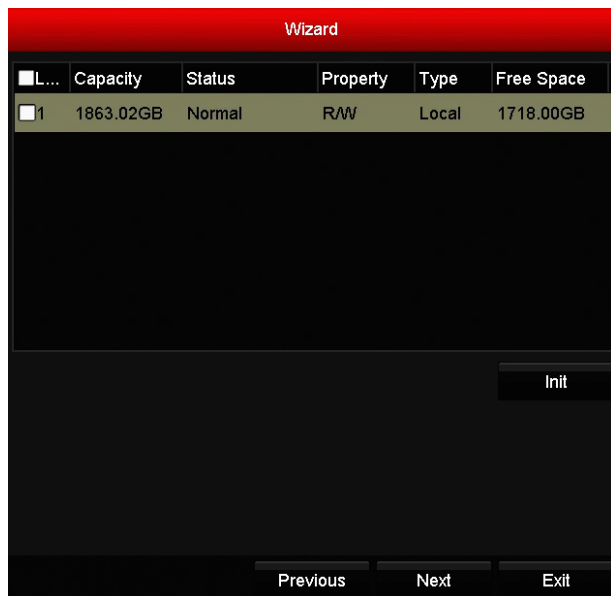 Wizard
L... Capacity Status Property Type Free Space
1 1863.02GB Normal R/W Local 1718.00GB
Init
Previous Next Exit